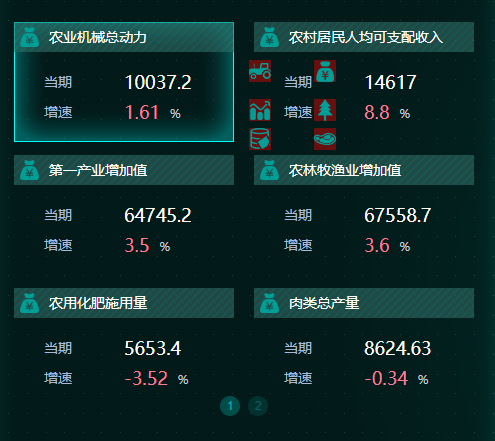 农业机械总动力
当期 10037.2
增速 1.61 %
农村居民人均可支配收入
当期 14617
增速 8.8 %
第一产业增加值
当期 64745.2
增速 3.5 %
农林牧渔业增加值
当期 67558.7
增速 3.6 %
农用化肥施用量
当期 5653.4
增速 -3.52 %
肉类总产量
当期 8624.63
增速 -0.34 %
1 2